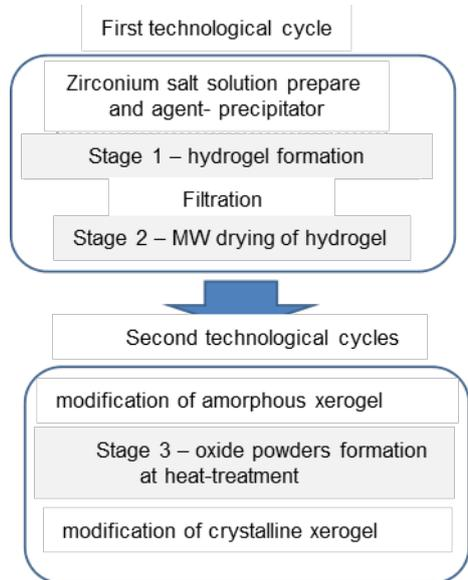 First technological cycle
Zirconium salt solution prepare
and agent- precipitator
Stage 1 – hydrogel formation
Filtration
Stage 2 – MW drying of hydrogel
Second technological cycles
modification of amorphous xerogel
Stage 3 – oxide powders formation
at heat-treatment
modification of crystalline xerogel